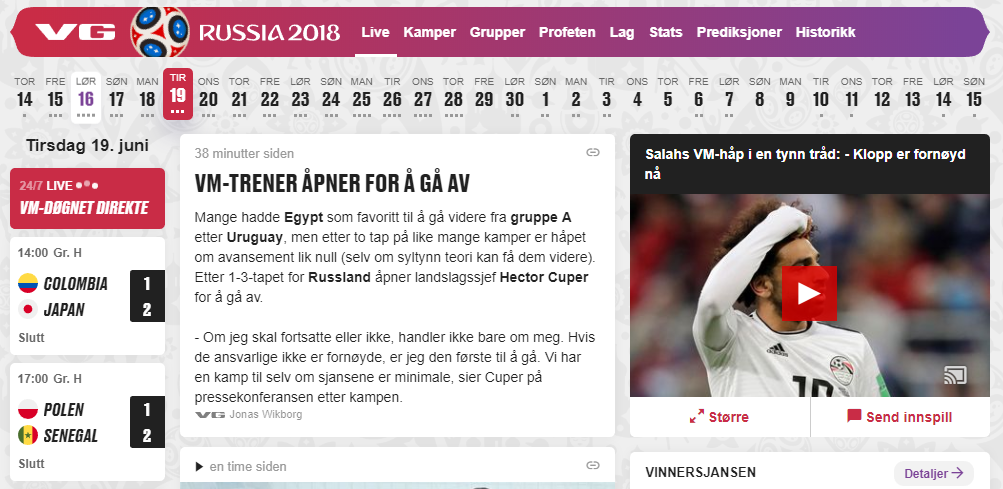 VG RUSSIA 2018 Live Kamper Grupper Profeten Lag Stats Prediksjoner Historikk
TOR FRE LØR SØN MAN TIR ONS TOR FRE LØR SØN MAN TIR ONS TOR FRE LØR SØN MAN TIR ONS TOR FRE LØR SØN MAN TIR ONS TOR FRE LØR SØN
14 15 16 17 18 19 20 21 22 23 24 25 26 27 28 29 30 1 2 3 4 5 6 7 8 9 10 11 12 13 14 15
Tirsdag 19. juni
24/7 LIVE
VM-DØGNET DIREKTE
14:00 Gr. H
COLOMBIA 1
JAPAN 2
Slutt
17:00 Gr. H
POLEN 1
SENEGAL 2
Slutt
38 minutter siden
VM-TRENER ÅPNER FOR Å GÅ AV
Mange hadde Egypt som favoritt til å gå videre fra gruppe A
etter Uruguay, men etter to tap på like mange kamper er håpet
om avansement lik null (selv om syltynn teori kan få dem videre).
Etter 1-3-tapet for Russland åpner landslagssjef Hector Cuper
for å gå av.
- Om jeg skal fortsatte eller ikke, handler ikke bare om meg. Hvis
de ansvarlige ikke er fornøyde, er jeg den første til å gå. Vi har
en kamp til selv om sjansene er minimale, sier Cuper på
pressekonferansen etter kampen.
VG Jonas Wikborg
en time siden
Salahs VM-håp i en tynn tråd: - Klopp er fornøyd
nå
10
Større
Send innspill
VINNERSJANSEN
Detaljer